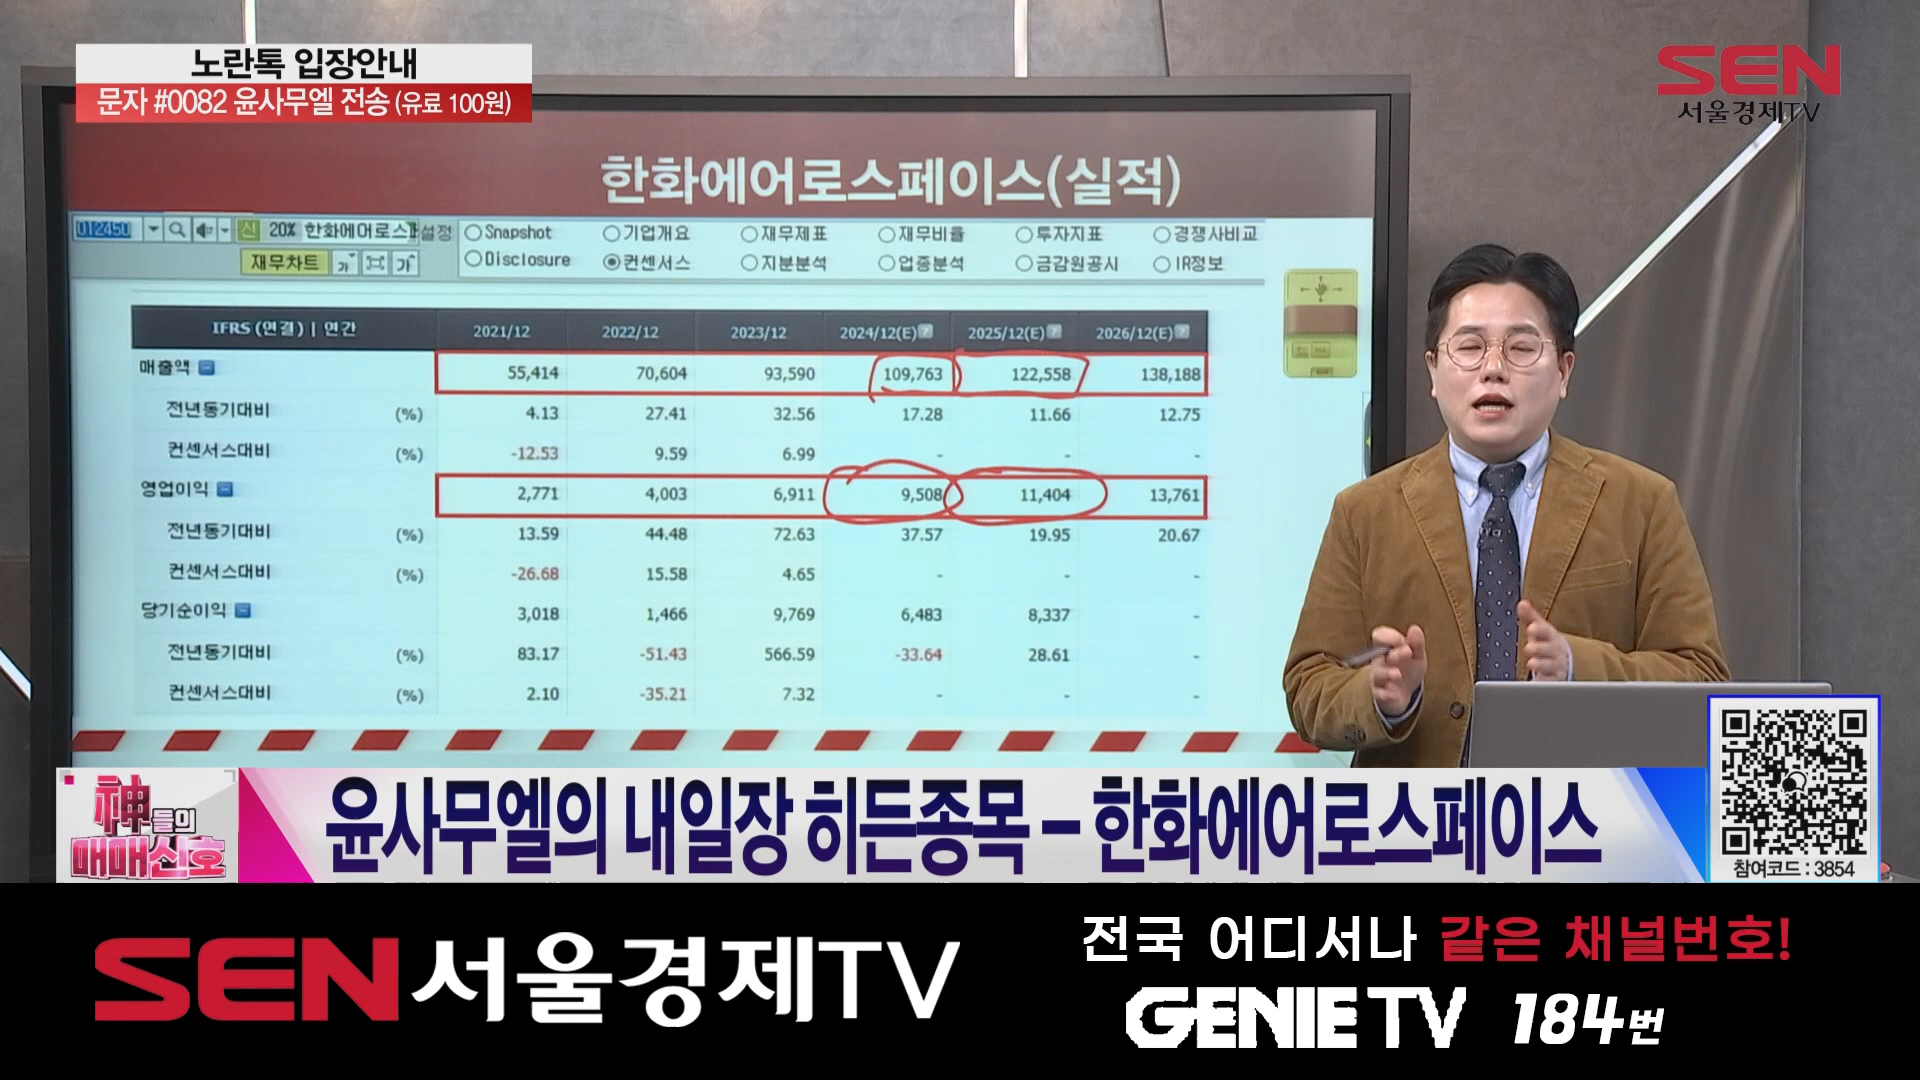 노란톡 입장안내
문자 #0082 윤사무엘 전송 (유료 100원)
SEN
서울경제TV
한화에어로스페이스(실적)
012450 신 20% 한화에어로스 설정 Snapshot 기업개요 재무제표 재무비율 투자지표 경쟁사비교
재무차트 가 가 Disclosure 컨센서스 지분분석 업종분석 금감원공시 IR정보
IFRS (연결) | 연간 2021/12 2022/12 2023/12 2024/12(E) 2025/12(E) 2026/12(E)
매출액 55,414 70,604 93,590 109,763 122,558 138,188
전년동기대비 (%) 4.13 27.41 32.56 17.28 11.66 12.75
컨센서스대비 (%) -12.53 9.59 6.99 - - -
영업이익 2,771 4,003 6,911 9,508 11,404 13,761
전년동기대비 (%) 13.59 44.48 72.63 37.57 19.95 20.67
컨센서스대비 (%) -26.68 15.58 4.65 - - -
당기순이익 3,018 1,466 9,769 6,483 8,337 -
전년동기대비 (%) 83.17 -51.43 566.59 -33.64 28.61 -
컨센서스대비 (%) 2.10 -35.21 7.32 - - -
神들의
매매신호
윤사무엘의 내일장 히든종목 - 한화에어로스페이스
참여코드 : 3854
SEN 서울경제TV
전국 어디서나 같은 채널번호!
GENIE TV 184번